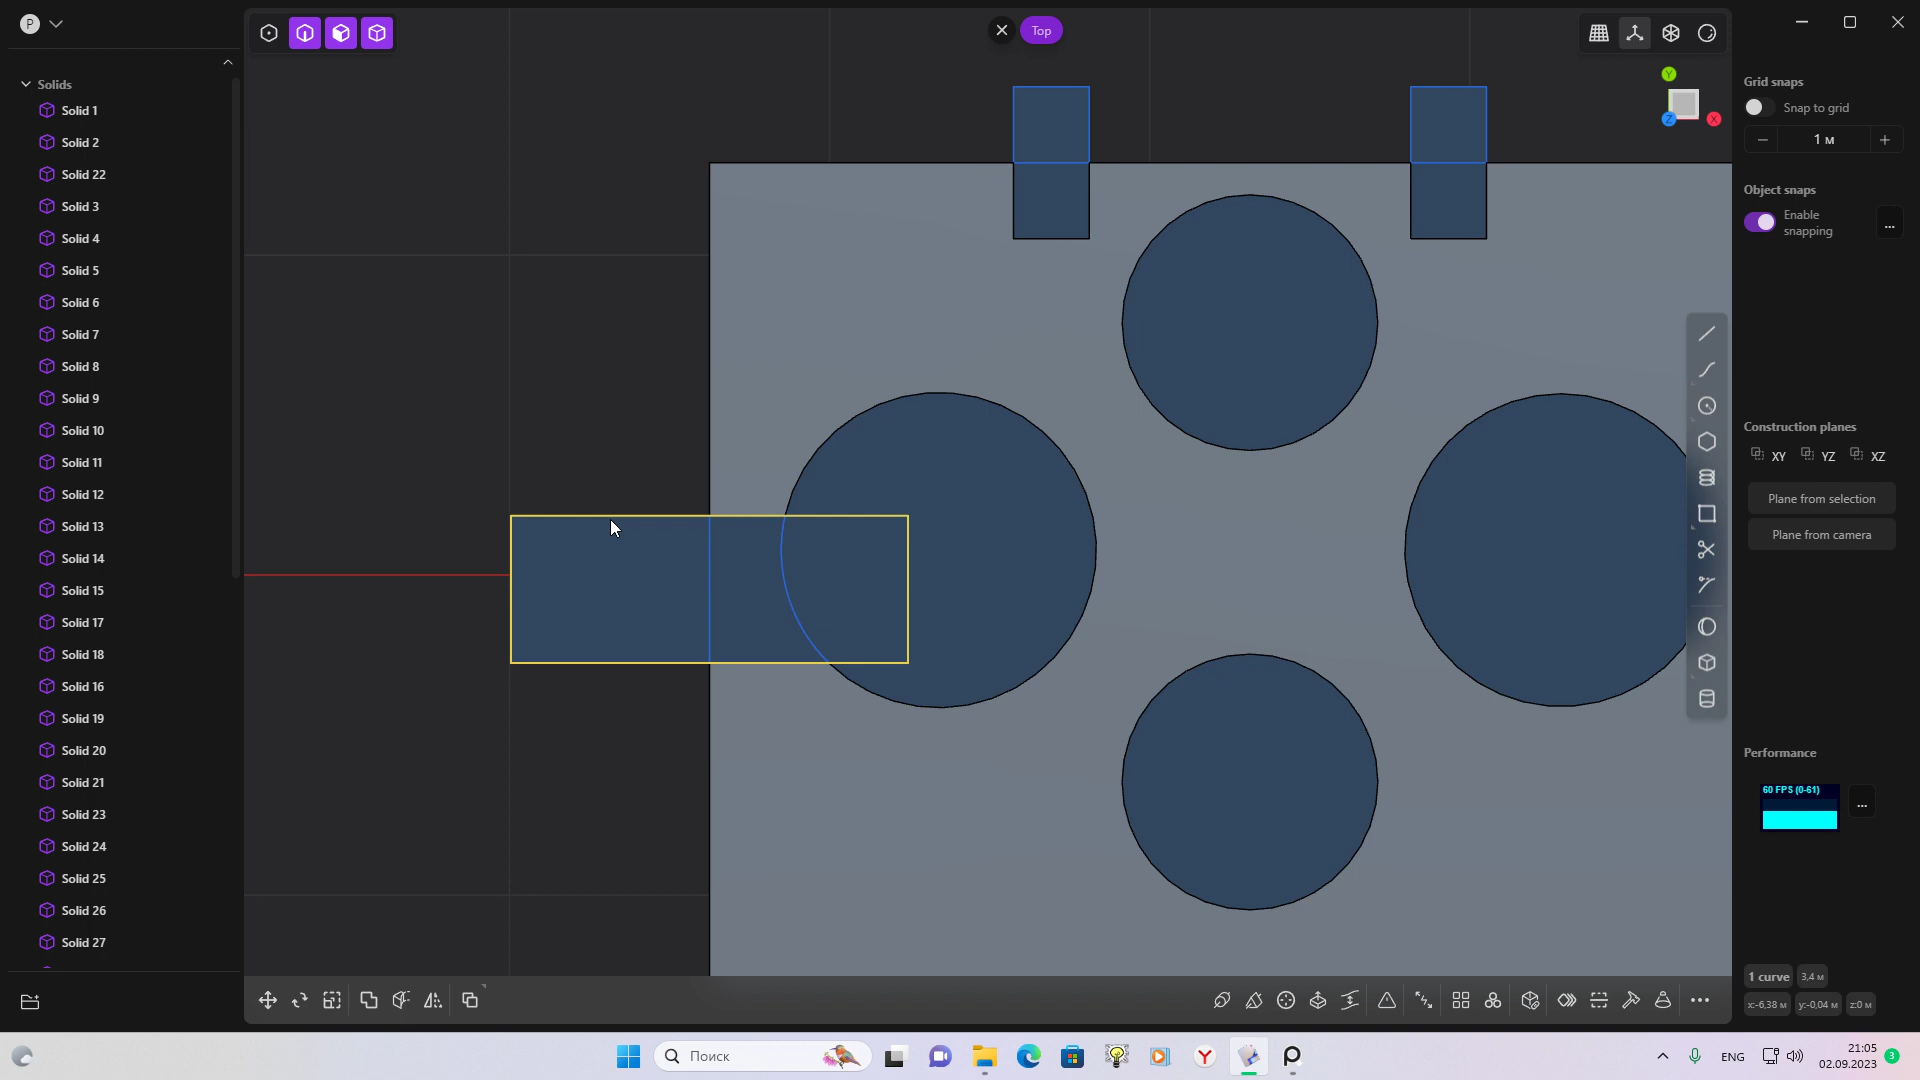 P
Solids
Solid 1
Solid 2
Solid 22
Solid 3
Solid 4
Solid 5
Solid 6
Solid 7
Solid 8
Solid 9
Solid 10
Solid 11
Solid 12
Solid 13
Solid 14
Solid 15
Solid 17
Solid 18
Solid 16
Solid 19
Solid 20
Solid 21
Solid 23
Solid 24
Solid 25
Solid 26
Solid 27
Top
Y
Z
X
Grid snaps
Snap to grid
1 м
Object snaps
Enable
snapping
...
Construction planes
XY YZ XZ
Plane from selection
Plane from camera
Performance
60 FPS (0-61)
...
1 curve 3,4 м
x:-6,38 м y:-0,04 м z:0 м
Поиск
ENG
21:05
02.09.2023
3